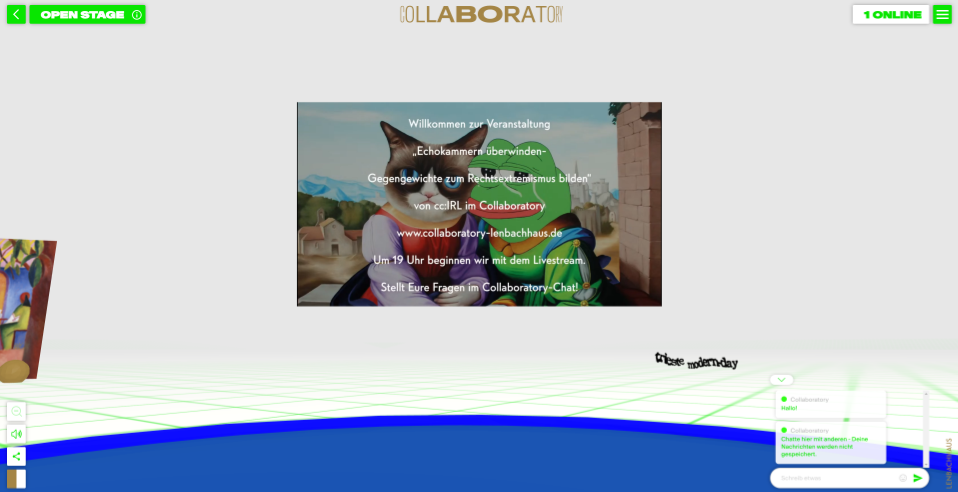 OPEN STAGE
COLLABORATORY
1 ONLINE
Willkommen zur Veranstaltung
„Echokammern überwinden-
Gegengewichte zum Rechtsextremismus bilden“
von cc:IRL im Collaboratory
www.collaboratory-lenbachhaus.de
Um 19 Uhr beginnen wir mit dem Livestream.
Stellt Eure Fragen im Collaboratory-Chat!
trieste modern-day
Collaboratory
Hallo!
Collaboratory
Chatte hier mit anderen - Deine
Nachrichten werden nicht
gespeichert.
Schreib etwas
LENBACHHAUS